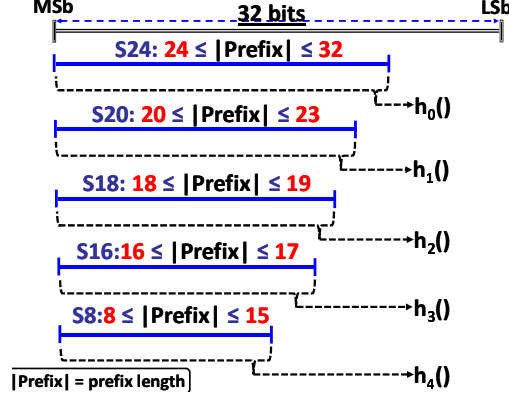 MSb 32 bits LSb
S24: 24 ≤ |Prefix| ≤ 32
h0()
S20: 20 ≤ |Prefix| ≤ 23
h1()
S18: 18 ≤ |Prefix| ≤ 19
h2()
S16:16 ≤ |Prefix| ≤ 17
h3()
S8:8 ≤ |Prefix| ≤ 15
h4()
|Prefix| = prefix length